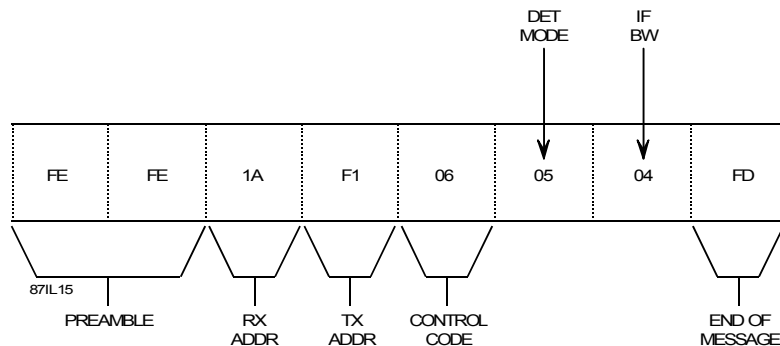 DET
MODE
IF
BW
FE FE 1A F1 06 05 04 FD
87IL15
PREAMBLE
RX
ADDR
TX
ADDR
CONTROL
CODE
END OF
MESSAGE